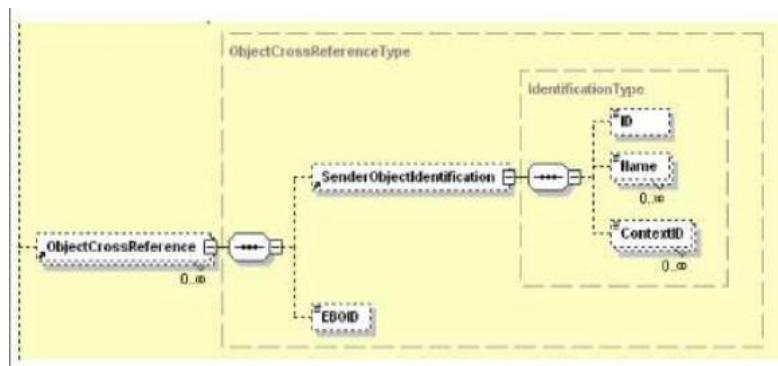 ObjectCrossReferenceType
IdentificationType
ID
Name
0..∞
SenderObjectIdentification
ContextID
0..∞
ObjectCrossReference
0..∞
EBOID